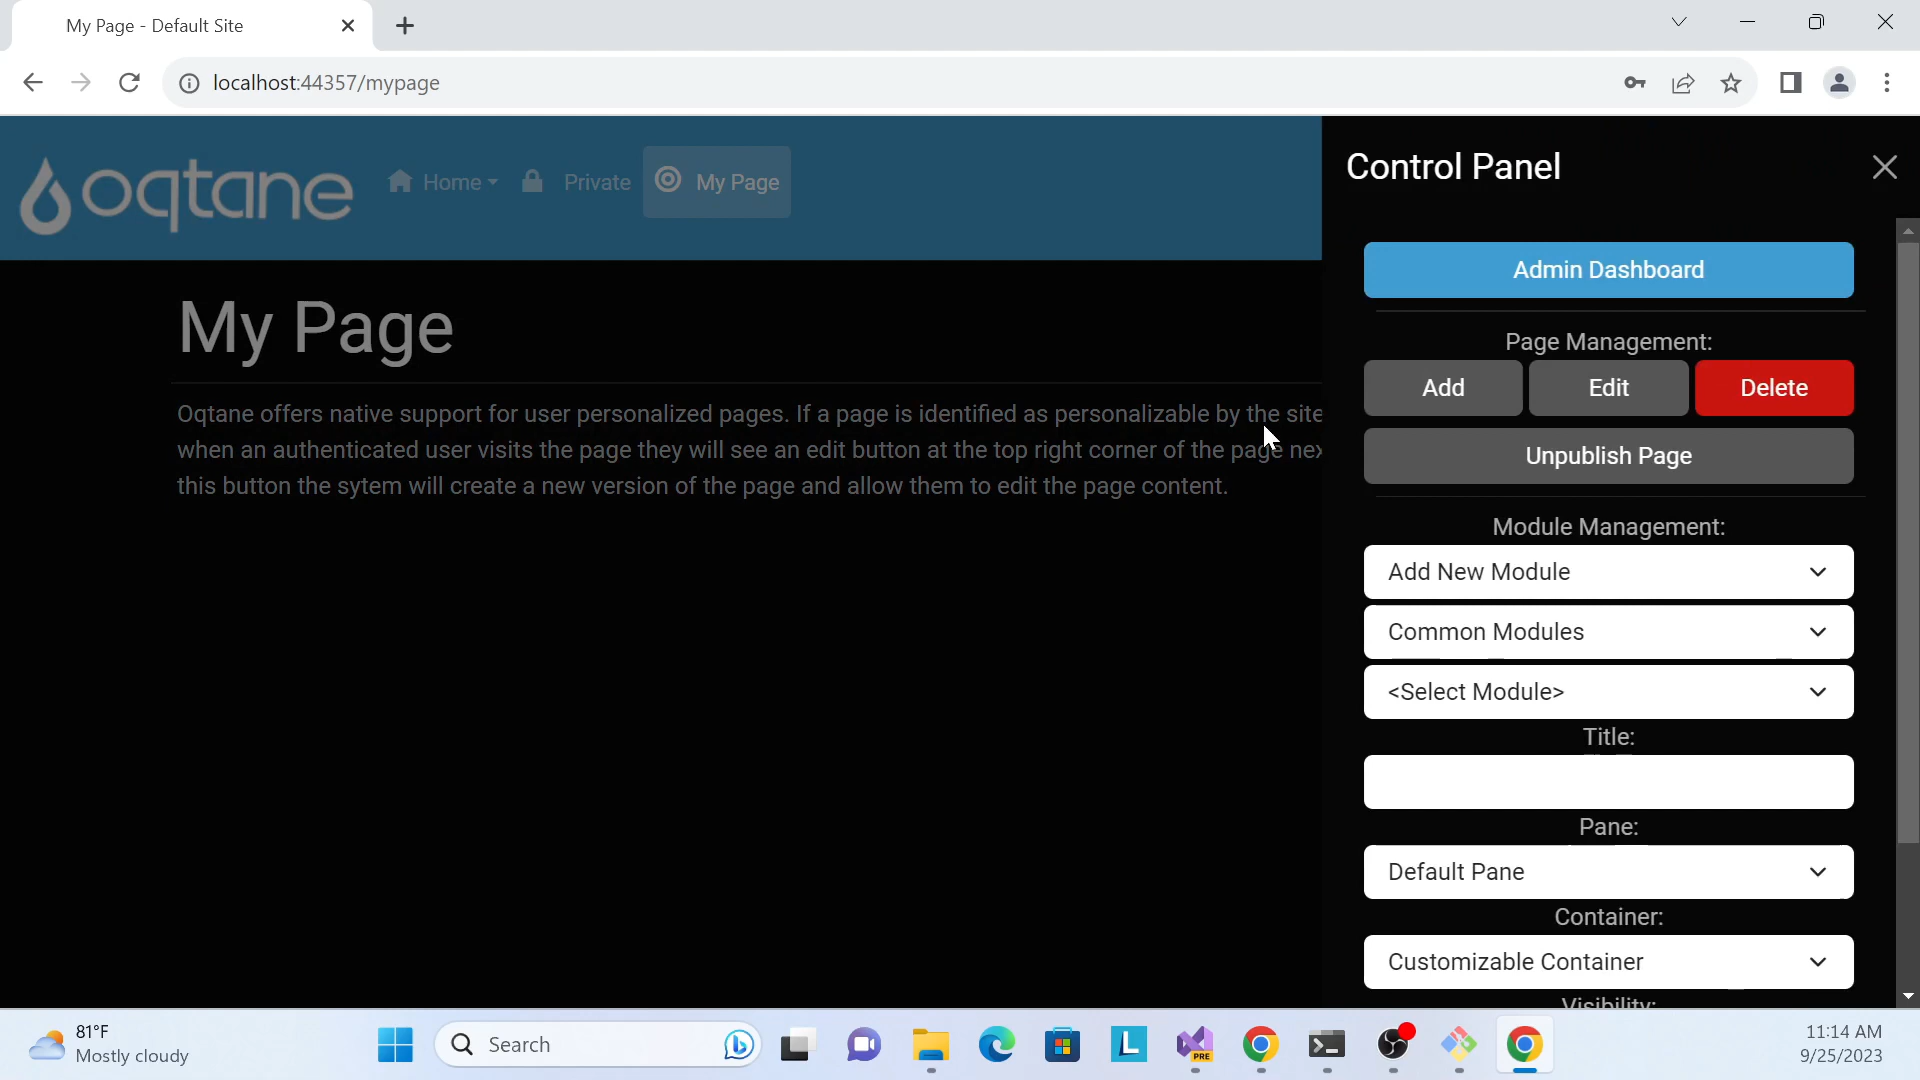 My Page - Default Site
localhost:44357/mypage
oqtane
Home
Private
My Page
Control Panel
Admin Dashboard
Page Management:
Add
Edit
Delete
Unpublish Page
Module Management:
Add New Module
Common Modules
<Select Module>
Title:
Pane:
Default Pane
Container:
Customizable Container
Visibility:
My Page
Oqtane offers native support for user personalized pages. If a page is identified as personalizable by the site
when an authenticated user visits the page they will see an edit button at the top right corner of the page nex
this button the sytem will create a new version of the page and allow them to edit the page content.
81°F
Mostly cloudy
Search
L
PRE
11:14 AM
9/25/2023